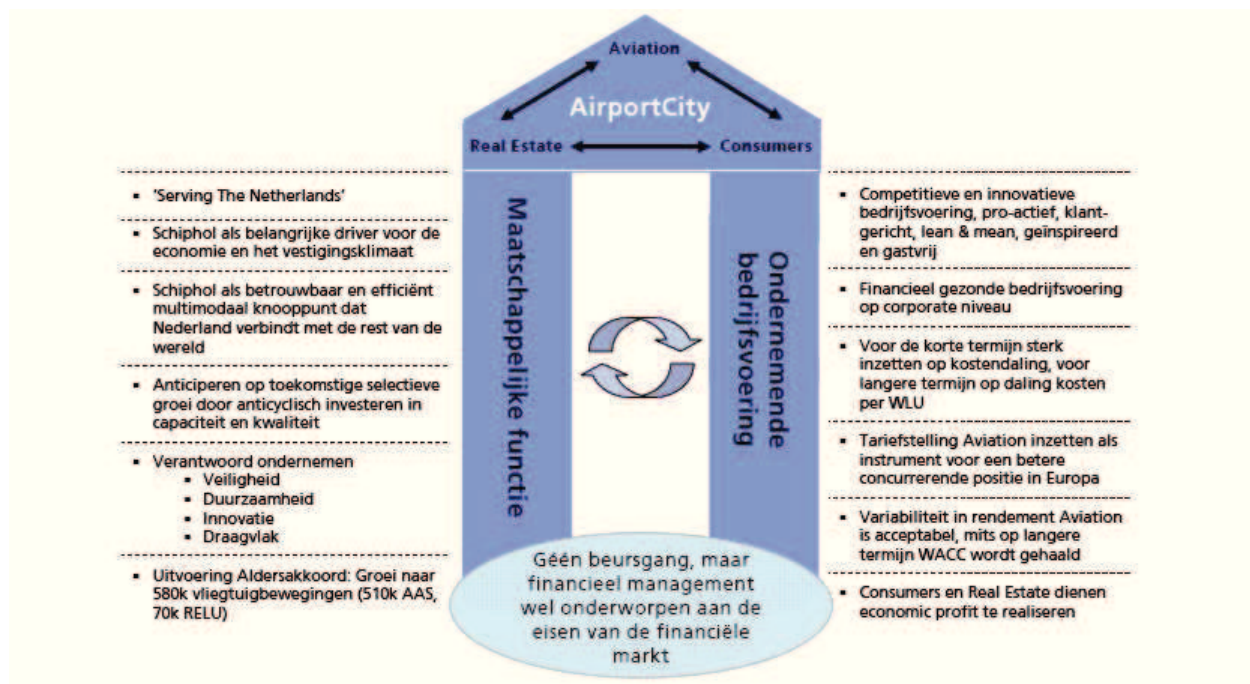 Aviation
AirportCity
Real Estate
Consumers
▪ 'Serving The Netherlands'
▪ Schiphol als belangrijke driver voor de
economie en het vestigingsklimaat
▪ Schiphol als betrouwbaar en efficiënt
multimodaal knooppunt dat
Nederland verbindt met de rest van de
wereld
▪ Anticiperen op toekomstige selectieve
groei door anticyclisch investeren in
capaciteit en kwaliteit
▪ Verantwoord ondernemen
▪ Veiligheid
▪ Duurzaamheid
▪ Innovatie
▪ Draagvlak
▪ Uitvoering Aldersakkoord: Groei naar
580k vliegtuigbewegingen (510k AAS,
70k RELU)
Maatschappelijke functie
Ondernemende
bedrijfsvoering
Géén beursgang, maar
financieel management
wel onderworpen aan de
eisen van de financiële
markt
▪ Competitieve en innovatieve
bedrijfsvoering, pro-actief, klant-
gericht, lean & mean, geïnspireerd
en gastvrij
▪ Financieel gezonde bedrijfsvoering
op corporate niveau
▪ Voor de korte termijn sterk
inzetten op kostendaling, voor
langere termijn op daling kosten
per WLU
▪ Tariefstelling Aviation inzetten als
instrument voor een betere
concurrerende positie in Europa
▪ Variabiliteit in rendement Aviation
is acceptabel, mits op langere
termijn WACC wordt gehaald
▪ Consumers en Real Estate dienen
economic profit te realiseren